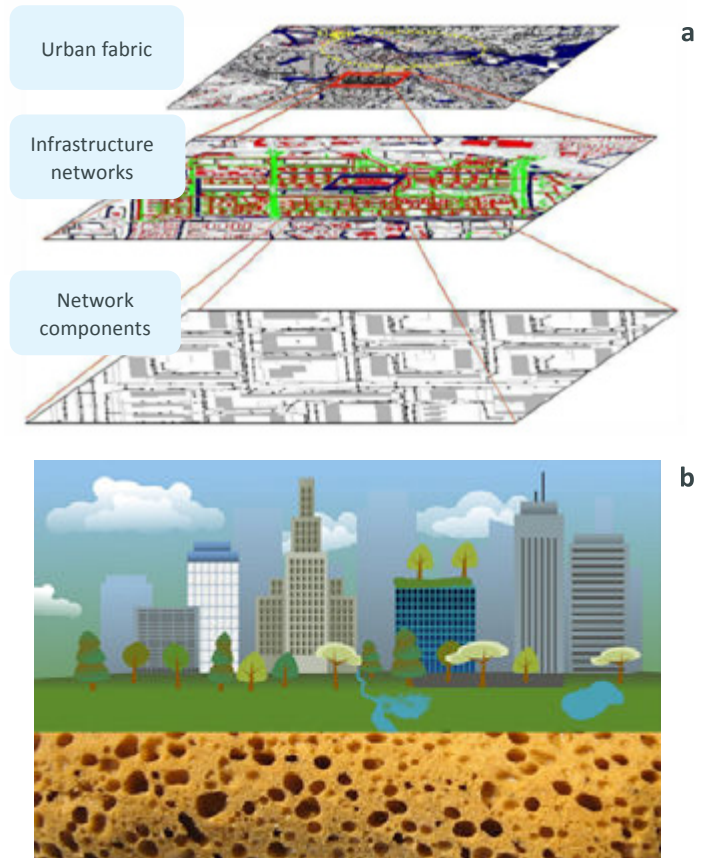 Urban fabric
a
Infrastructure
networks
Network
components
b